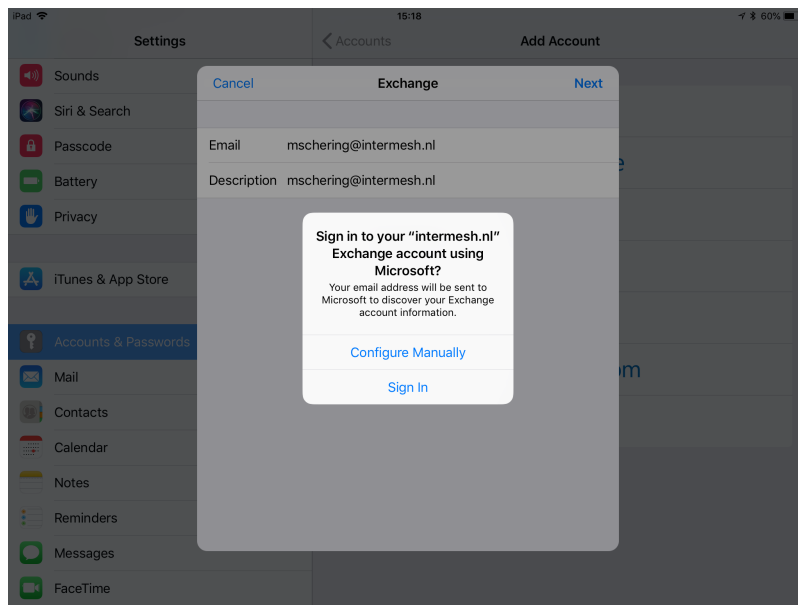 iPad 15:18 60%
Settings
Accounts
Add Account
Sounds
Siri & Search
Passcode
Battery
Privacy
iTunes & App Store
Accounts & Passwords
Mail
Contacts
Calendar
Notes
Reminders
Messages
FaceTime
Cancel Exchange Next
Email mschering@intermesh.nl
Description mschering@intermesh.nl
Sign in to your “intermesh.nl”
Exchange account using
Microsoft?
Your email address will be sent to
Microsoft to discover your Exchange
account information.
Configure Manually
Sign In